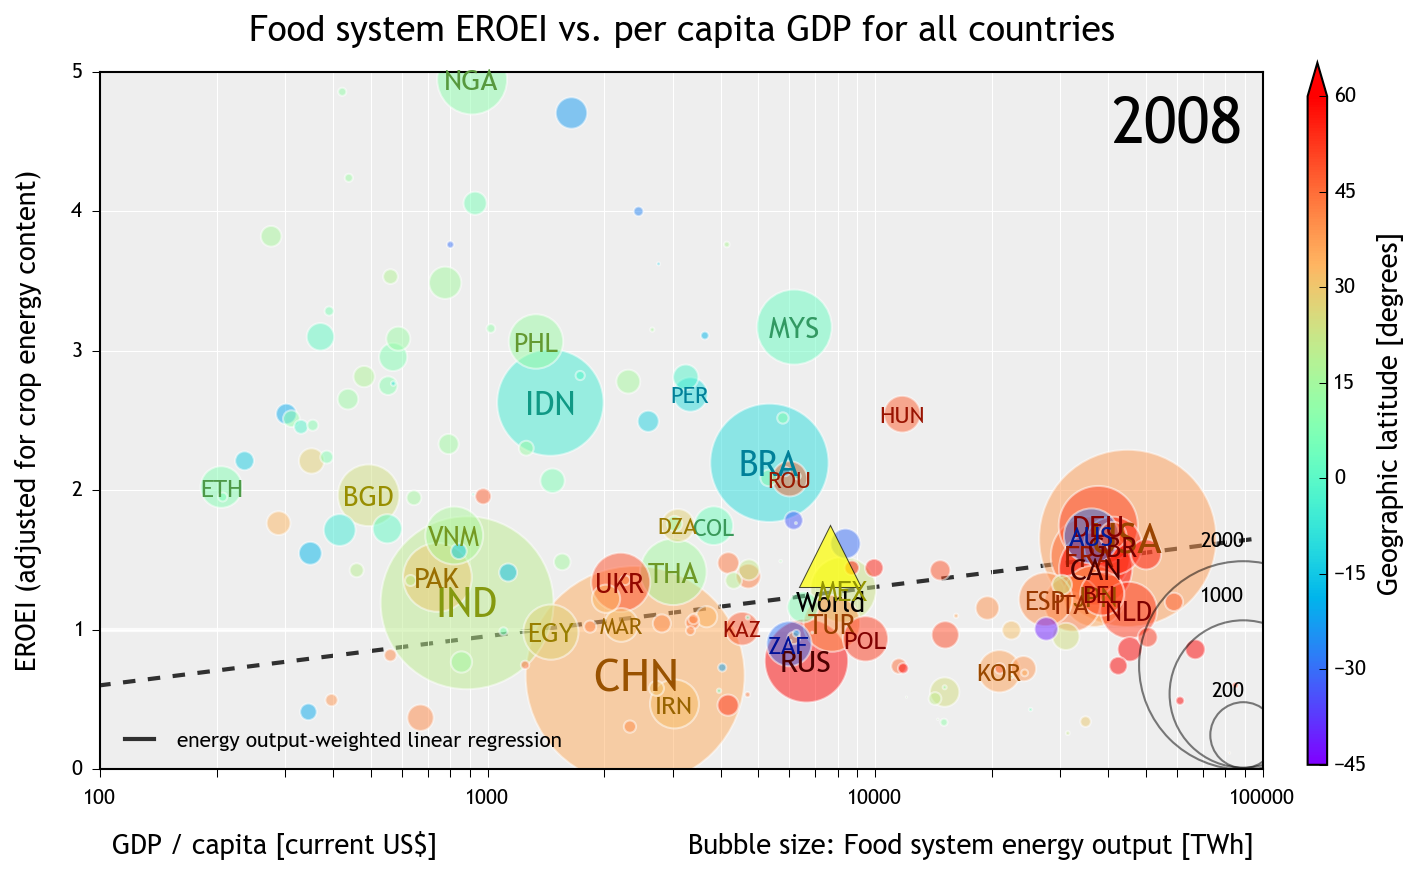 Food system EROEI vs. per capita GDP for all countries
2008
EROEI (adjusted for crop energy content)
5
4
3
2
1
0
NGA
MYS
PHL
IDN
PER
HUN
BRA
ROU
ETH
BGD
DZA
COL
VNM
PAK
IND
UKR
THA
MEX
World
EGY
MAR
KAZ
TUR
ZAF
POL
RUS
CHN
IRN
KOR
DEU
AUS
GBR
CAN
ESP
ITA
BEL
NLD
2000
1000
200
energy output-weighted linear regression
100
1000
10000
100000
GDP / capita [current US$]
Bubble size: Food system energy output [TWh]
60
45
30
15
0
−15
−30
−45
Geographic latitude [degrees]